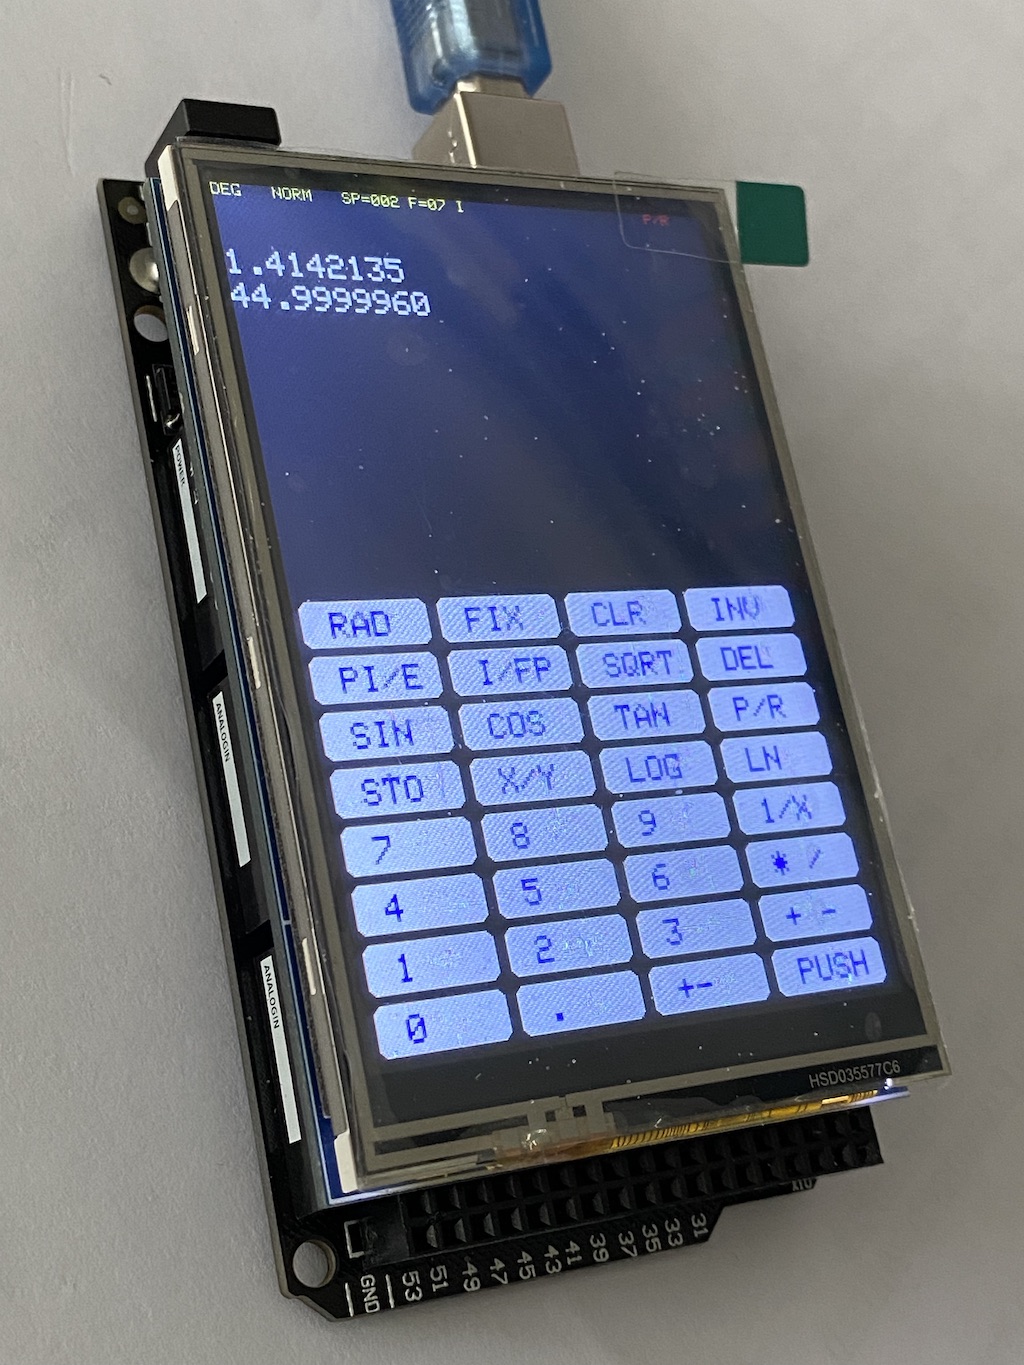 DEG NORM SP=002 F=07 I
P/R
1.4142135
44.9999960
RAD FIX CLR INV
PI/E I/FP SQRT DEL
SIN COS TAN P/R
STO X/Y LOG LN
7 8 9 1/X
4 5 6 * /
1 2 3 + -
0 . +- PUSH
HSD035577C6
POWER
ANALOGIN
ANALOGIN
XIO
GND 53 51 49 47 45 43 41 39 37 35 33 31